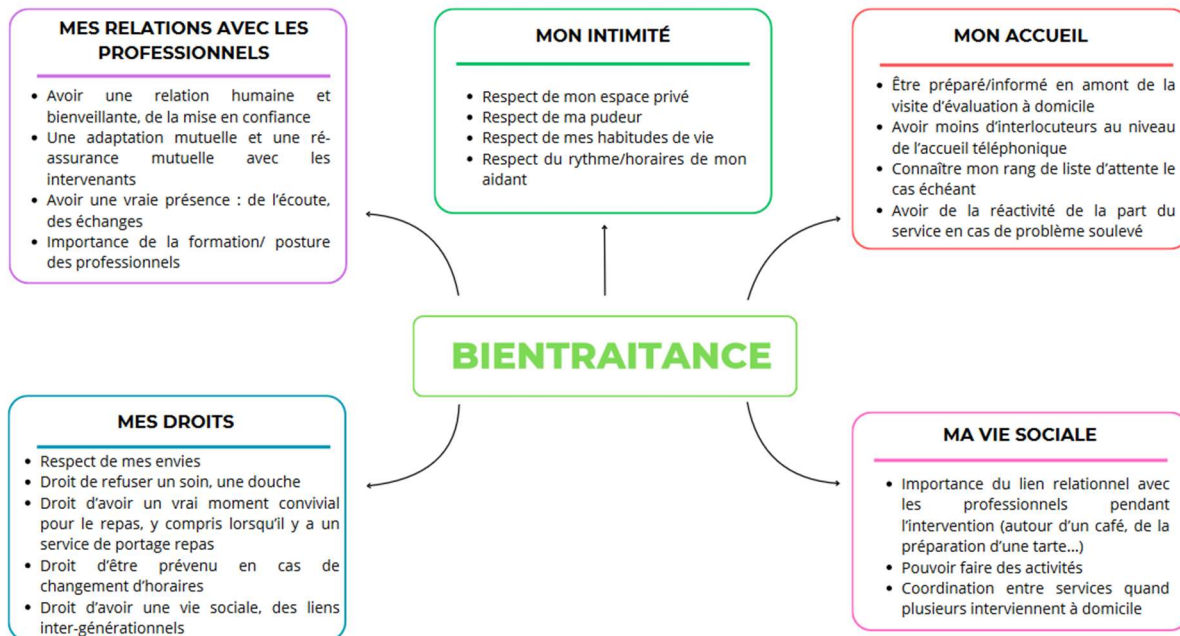 MES RELATIONS AVEC LES
PROFESSIONNELS
• Avoir une relation humaine et
bienveillante, de la mise en confiance
• Une adaptation mutuelle et une ré-
assurance mutuelle avec les
intervenants
• Avoir une vraie présence : de l'écoute,
des échanges
• Importance de la formation/ posture
des professionnels
MON INTIMITÉ
• Respect de mon espace privé
• Respect de ma pudeur
• Respect de mes habitudes de vie
• Respect du rythme/horaires de mon
aidant
MON ACCUEIL
• Être préparé/informé en amont de la
visite d'évaluation à domicile
• Avoir moins d'interlocuteurs au niveau
de l'accueil téléphonique
• Connaître mon rang de liste d'attente le
cas échéant
• Avoir de la réactivité de la part du
service en cas de problème soulevé
BIENTRAITANCE
MES DROITS
• Respect de mes envies
• Droit de refuser un soin, une douche
• Droit d'avoir un vrai moment convivial
pour le repas, y compris lorsqu'il y a un
service de portage repas
• Droit d'être prévenu en cas de
changement d'horaires
• Droit d'avoir une vie sociale, des liens
inter-générationnels
MA VIE SOCIALE
• Importance du lien relationnel avec
les professionnels pendant
l'intervention (autour d'un café, de la
préparation d'une tarte...)
• Pouvoir faire des activités
• Coordination entre services quand
plusieurs interviennent à domicile